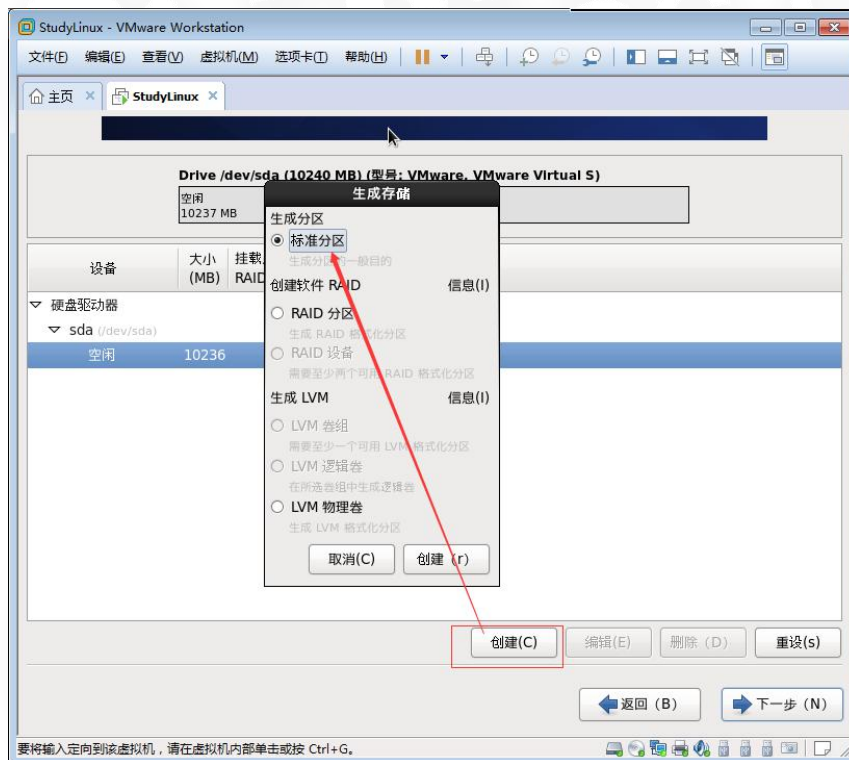 StudyLinux - VMware Workstation
文件(F) 编辑(E) 查看(V) 虚拟机(M) 选项卡(T) 帮助(H)
主页 StudyLinux
Drive /dev/sda (10240 MB) (型号: VMware, VMware Virtual S)
空闲
10237 MB
生成存储
生成分区
标准分区
生成分区的一般目的
创建软件 RAID 信息(I)
RAID 分区
生成 RAID 格式化分区
RAID 设备
需要至少两个可用 RAID 格式化分区
生成 LVM 信息(I)
LVM 卷组
需要至少一个可用 LVM 格式化分区
LVM 逻辑卷
在所选卷组中生成逻辑卷
LVM 物理卷
生成 LVM 格式化分区
取消(C) 创建 (r)
设备
大小
(MB)
挂载
RAID
硬盘驱动器
sda (/dev/sda)
空闲 10236
创建(C) 编辑(E) 删除 (D) 重设(s)
返回 (B) 下一步 (N)
要将输入定向到该虚拟机，请在虚拟机内部单击或按 Ctrl+G。